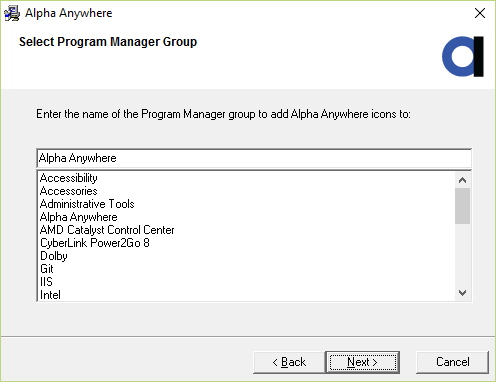 Alpha Anywhere
Select Program Manager Group
Enter the name of the Program Manager group to add Alpha Anywhere icons to:
Alpha Anywhere
Accessibility
Accessories
Administrative Tools
Alpha Anywhere
AMD Catalyst Control Center
CyberLink Power2Go 8
Dolby
Git
IIS
Intel
< Back
Next >
Cancel